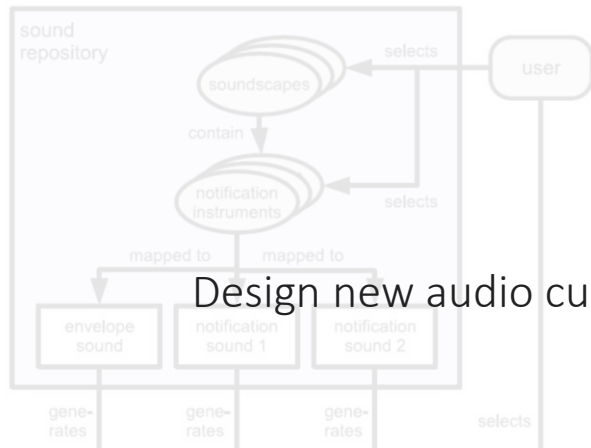 sound
repository
selects
user
soundscapes
contain
notification
instruments
selects
mapped to
mapped to
Design new audio cu
envelope
sound
notification
sound 1
notification
sound 2
gene-
rates
gene-
rates
gene-
rates
selects